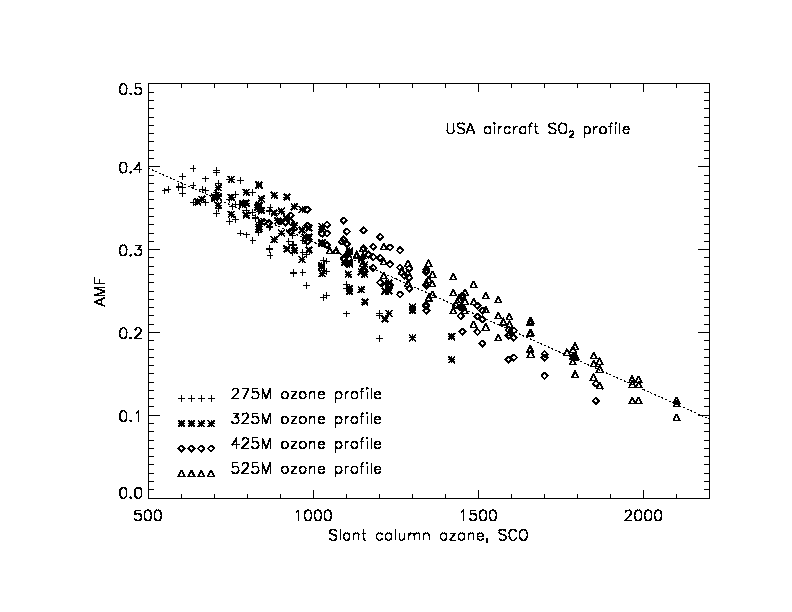 0.5
USA aircraft SO2 profile
0.4
0.3
AMF
0.2
275M ozone profile
0.1
325M ozone profile
425M ozone profile
525M ozone profile
0.0
500 1000 1500 2000
Slant column ozone, SCO